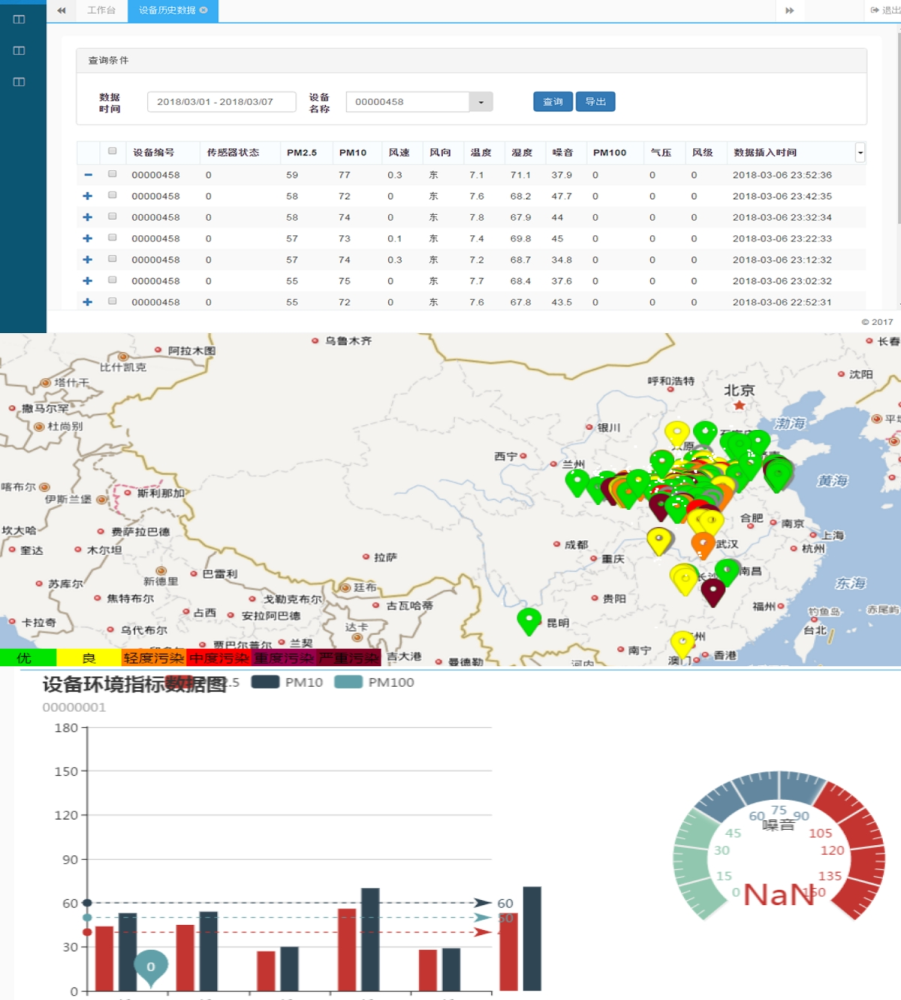 工作台 设备历史数据 退出
查询条件
数据时间 2018/03/01 - 2018/03/07 设备名称 00000458 查询 导出
设备编号 传感器状态 PM2.5 PM10 风速 风向 温度 湿度 噪音 PM100 气压 风级 数据插入时间
00000458 0 59 77 0.3 东 7.1 71.1 37.9 0 0 0 2018-03-06 23:52:36
00000458 0 58 72 0 东 7.6 68.2 47.7 0 0 0 2018-03-06 23:42:35
00000458 0 58 74 0 东 7.8 67.9 44 0 0 0 2018-03-06 23:32:34
00000458 0 57 73 0.1 东 7.4 69.8 45 0 0 0 2018-03-06 23:22:33
00000458 0 57 74 0.3 东 7.2 68.7 34.8 0 0 0 2018-03-06 23:12:32
00000458 0 55 75 0 东 7.7 68.4 37.6 0 0 0 2018-03-06 23:02:32
00000458 0 55 72 0 东 7.6 67.8 43.5 0 0 0 2018-03-06 22:52:31
© 2017
阿拉木图 乌鲁木齐 长春
比什凯克
塔什干 呼和浩特 北京 沈阳
撒马尔罕
杜尚别 银川 渤海
西宁 兰州
喀布尔 伊斯兰堡 斯利那加 黄海
坎大哈 费萨拉巴德 合肥 南京
奎达 木尔坦 拉萨 成都 重庆 武汉 上海
杭州
苏库尔 新德里 巴雷利 南昌 东海
焦特布尔 廷布 贵阳
卡拉奇 占西 戈勒克布尔 古瓦哈蒂 福州 钓鱼岛 赤尾屿
乌代布尔 安拉阿巴德 达卡 昆明 台北
贾巴尔普尔 兰契 吉大港 曼德勒 河内 南宁 澳门 香港
优 良 轻度污染 中度污染 重度污染 严重污染
设备环境指标数据图 PM10 PM100
00000001
180
150
120
90
60 60
30
0 0
噪音
0 15 30 45 60 75 90 105 120 135 150
NaN